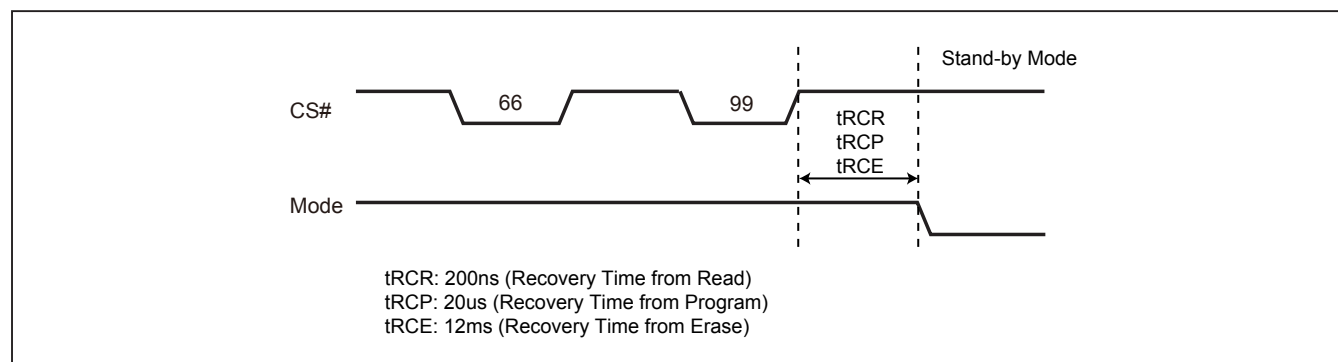 Stand-by Mode
CS#
66
99
tRCR
tRCP
tRCE
Mode
tRCR: 200ns (Recovery Time from Read)
tRCP: 20us (Recovery Time from Program)
tRCE: 12ms (Recovery Time from Erase)